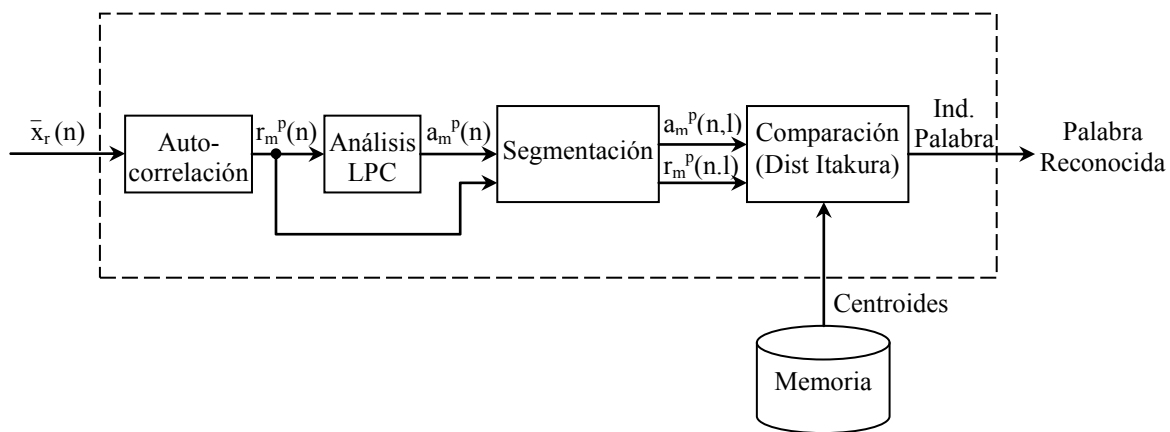 x̄ᵣ(n)
Auto-
correlación
rₘᵖ(n)
Análisis
LPC
aₘᵖ(n)
Segmentación
aₘᵖ(n,l)
rₘᵖ(n.l)
Comparación
(Dist Itakura)
Ind.
Palabra
Palabra
Reconocida
Centroides
Memoria